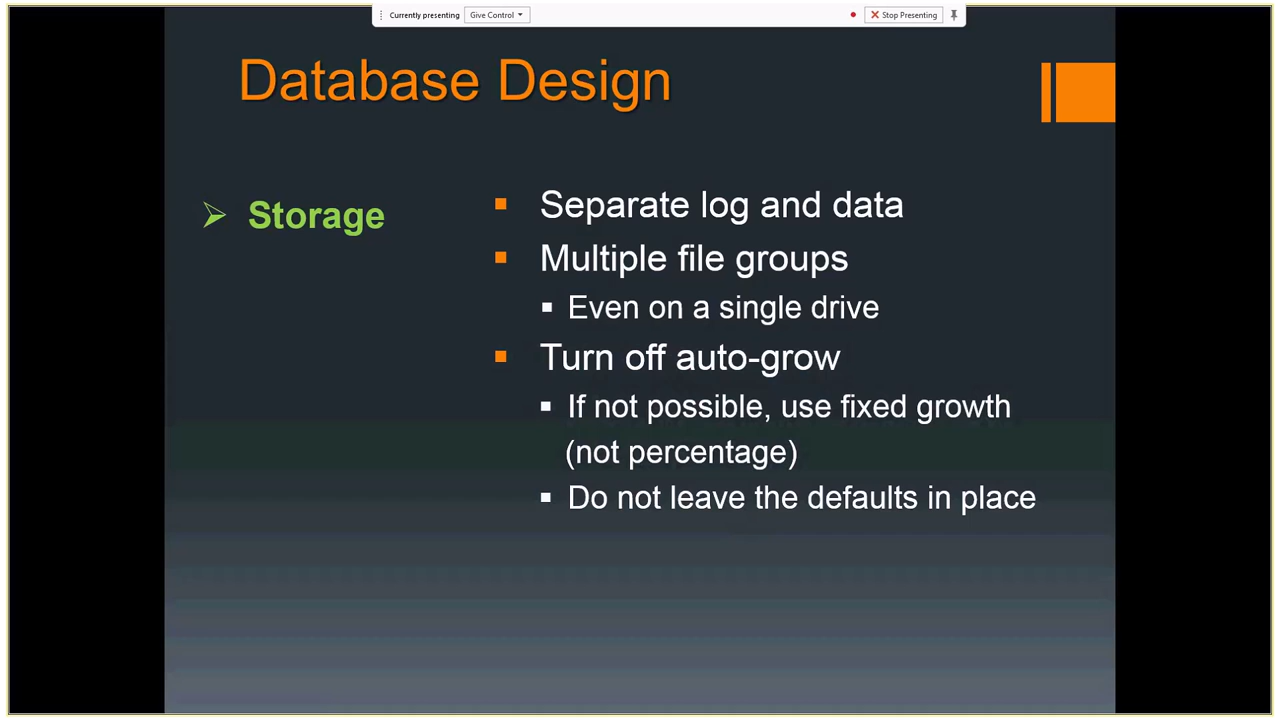 Currently presenting Give Control Stop Presenting
Database Design
Storage
Separate log and data
Multiple file groups
Even on a single drive
Turn off auto-grow
If not possible, use fixed growth
(not percentage)
Do not leave the defaults in place